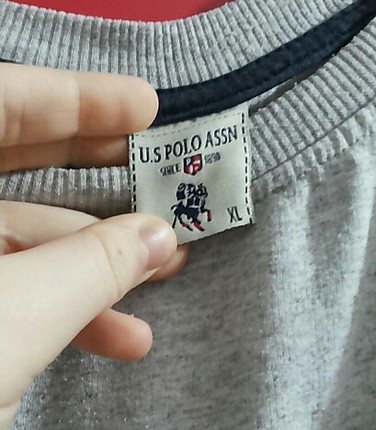 U.S POLO ASSN
SINCE 1890
XL